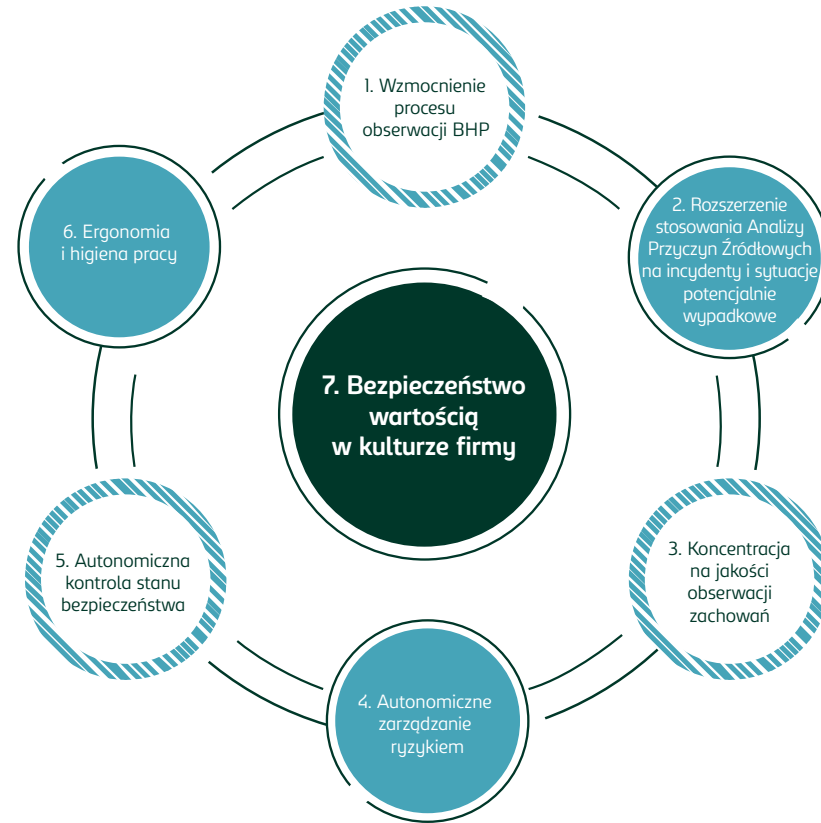 1. Wzmocnienie
procesu
obserwacji BHP
2. Rozszerzenie
stosowania Analizy
Przyczyn Źródłowych
na incydenty i sytuacje
potencjalnie
wypadkowe
3. Koncentracja
na jakości
obserwacji
zachowań
4. Autonomiczne
zarządzanie
ryzykiem
5. Autonomiczna
kontrola stanu
bezpieczeństwa
6. Ergonomia
i higiena pracy
7. Bezpieczeństwo
wartością
w kulturze firmy